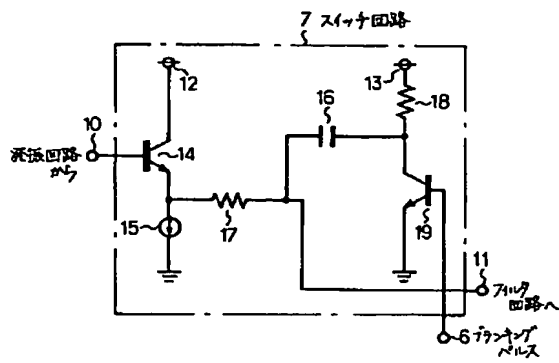 7 スイッチ回路
12
13
18
16
10
発振回路
から
14
15
17
19
11
フィルタ
回路へ
6 ブランキング
パルス